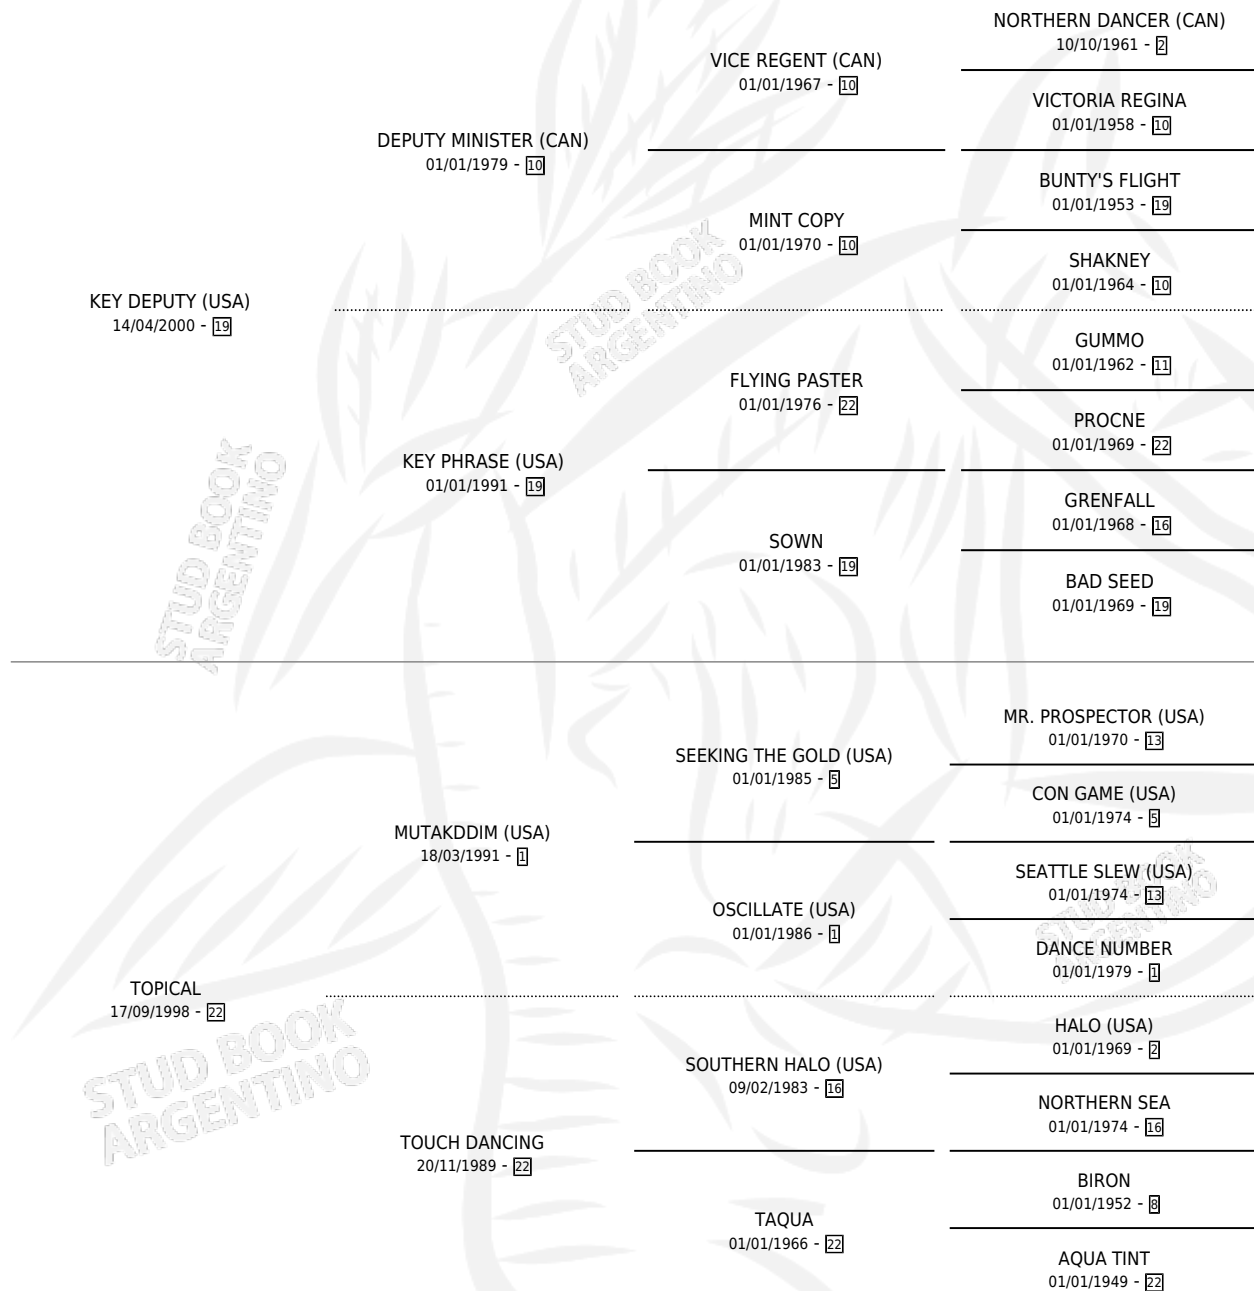 NORTHERN DANCER (CAN)
10/10/1961 - 2
VICE REGENT (CAN)
01/01/1967 - 10
VICTORIA REGINA
01/01/1958 - 10
DEPUTY MINISTER (CAN)
01/01/1979 - 10
BUNTY'S FLIGHT
01/01/1953 - 19
MINT COPY
01/01/1970 - 10
SHAKNEY
01/01/1964 - 10
KEY DEPUTY (USA)
14/04/2000 - 19
GUMMO
01/01/1962 - 11
FLYING PASTER
01/01/1976 - 22
PROCNE
01/01/1969 - 22
KEY PHRASE (USA)
01/01/1991 - 19
GRENFALL
01/01/1968 - 16
SOWN
01/01/1983 - 19
BAD SEED
01/01/1969 - 19
STUD BOOK
ARGENTINO
STUD BOOK
ARGENTINO
MR. PROSPECTOR (USA)
01/01/1970 - 13
SEEKING THE GOLD (USA)
01/01/1985 - 5
CON GAME (USA)
01/01/1974 - 5
MUTAKDDIM (USA)
18/03/1991 - 1
SEATTLE SLEW (USA)
01/01/1974 - 13
OSCILLATE (USA)
01/01/1986 - 1
DANCE NUMBER
01/01/1979 - 1
STUD BOOK
ARGENTINO
TOPICAL
17/09/1998 - 22
HALO (USA)
01/01/1969 - 2
SOUTHERN HALO (USA)
09/02/1983 - 16
NORTHERN SEA
01/01/1974 - 16
TOUCH DANCING
20/11/1989 - 22
BIRON
01/01/1952 - 8
TAQUA
01/01/1966 - 22
AQUA TINT
01/01/1949 - 22
STUD BOOK
ARGENTINO